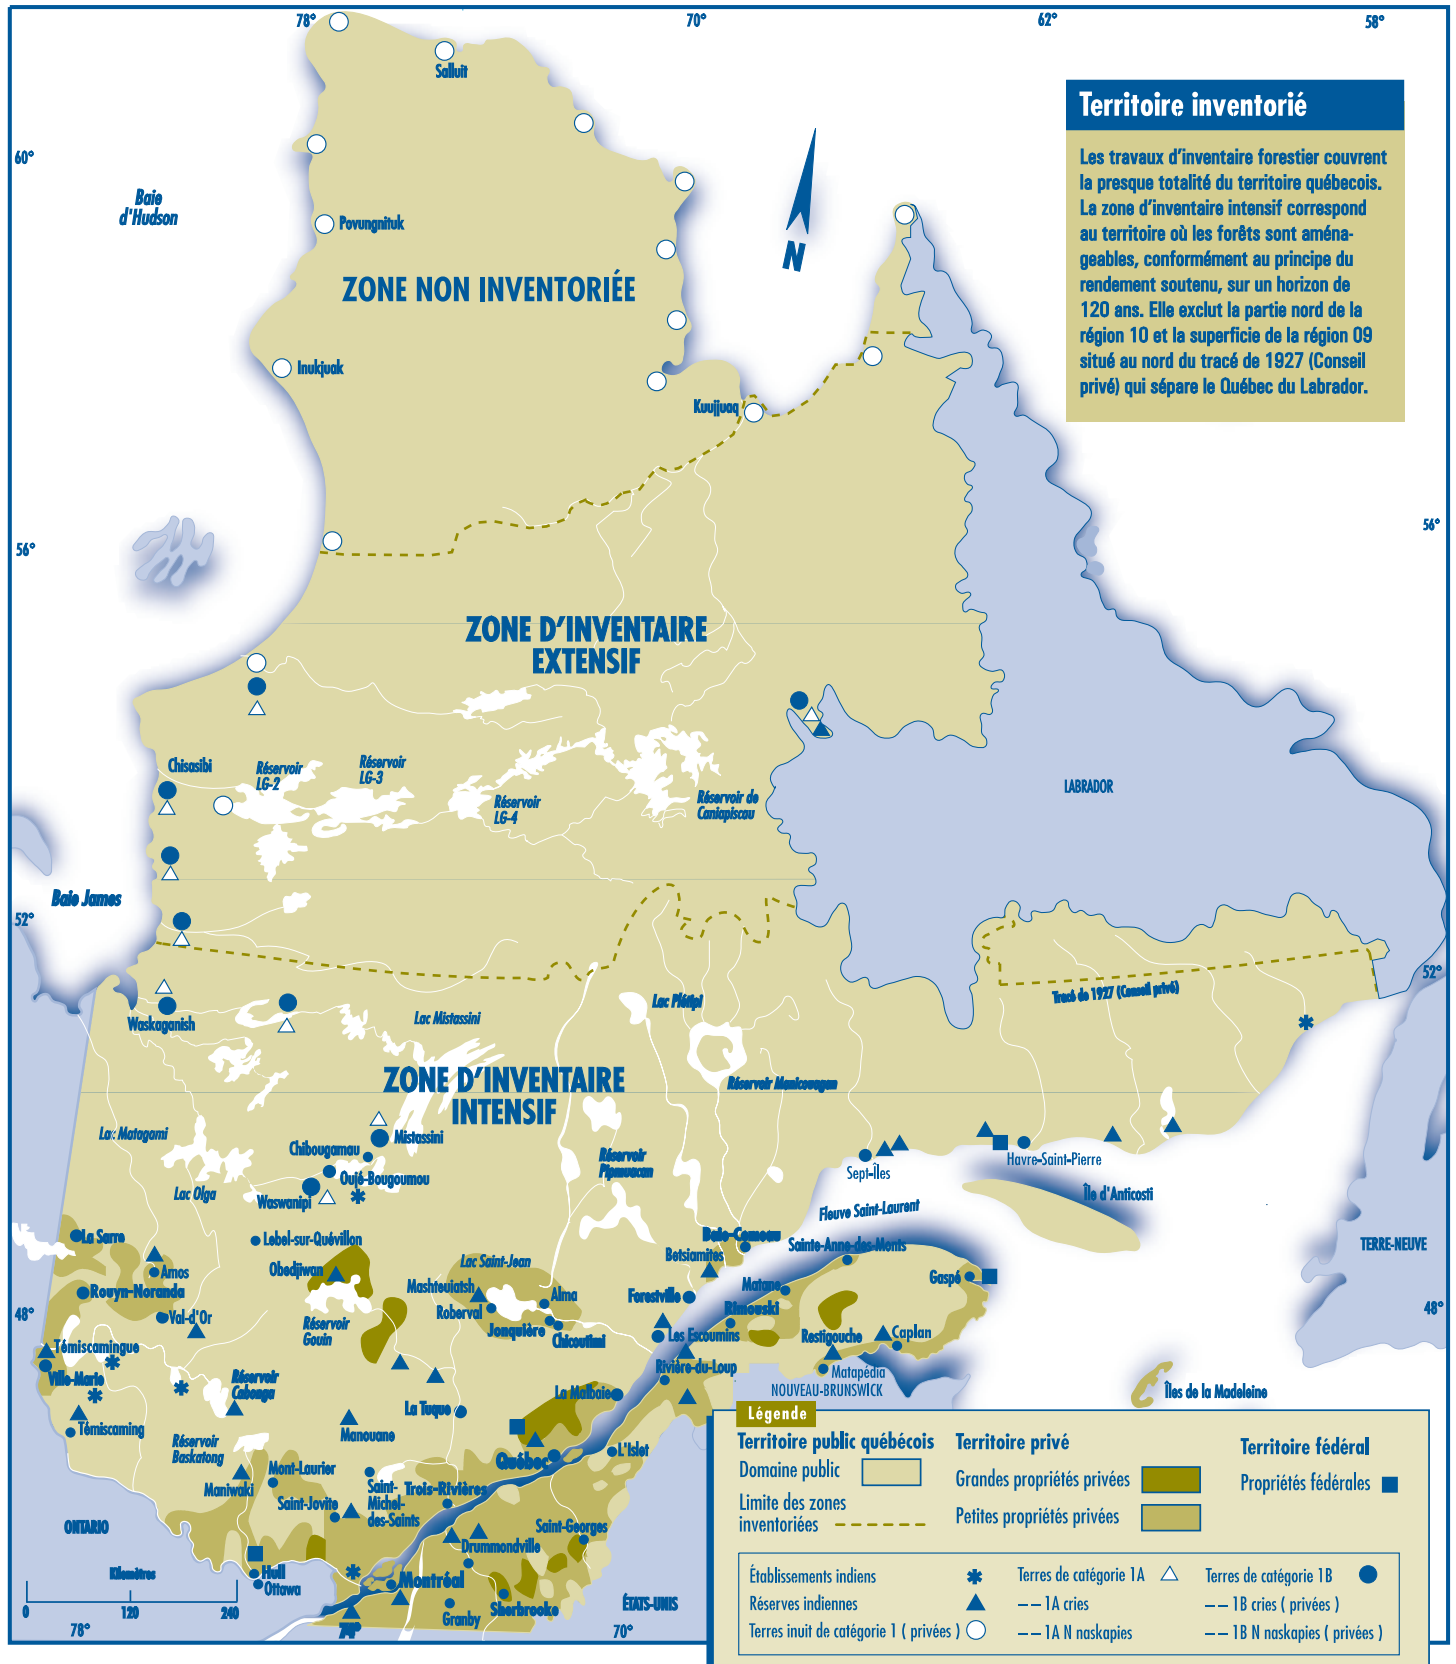 78°
70°
62°
58°
Salluit
60°
Baie
d'Hudson
Povungnituk
ZONE NON INVENTORIÉE
Inukjuak
Kuujjuaq
N
Territoire inventorié
Les travaux d'inventaire forestier couvrent
la presque totalité du territoire québecois.
La zone d'inventaire intensif correspond
au territoire où les forêts sont aména-
geables, conformément au principe du
rendement soutenu, sur un horizon de
120 ans. Elle exclut la partie nord de la
région 10 et la superficie de la région 09
situé au nord du tracé de 1927 (Conseil
privé) qui sépare le Québec du Labrador.
56°
56°
ZONE D'INVENTAIRE
EXTENSIF
Chisasibi
Réservoir
LG-2
Réservoir
LG-3
Réservoir
LG-4
Réservoir de
Caniapiscau
LABRADOR
Baie James
52°
52°
Tracé de 1927 (Conseil privé)
Waskaganish
Lac Mistassini
Lac Plétipi
ZONE D'INVENTAIRE
INTENSIF
Réservoir Manicouagan
Lac Matagami
Chibougamau
Mistassini
Oujé-Bougoumou
Lac Olga
Waswanipi
Réservoir
Pipmuacan
Sept-Îles
Havre-Saint-Pierre
Île d'Anticosti
Fleuve Saint-Laurent
La Sarre
Lebel-sur-Quévillon
Baie-Comeau
Betsiamites
Sainte-Anne-des-Monts
TERRE-NEUVE
Amos
Obedjiwan
Lac Saint-Jean
Mashteuiatsh
Roberval
Alma
Matane
Gaspé
Rouyn-Noranda
Forestville
Rimouski
48°
48°
Val-d'Or
Réservoir
Gouin
Jonquière
Chicoutimi
Les Escoumins
Restigouche
Caplan
Témiscamingue
Ville-Marie
Rivière-du-Loup
Matapédia
NOUVEAU-BRUNSWICK
Îles de la Madeleine
Réservoir
Cabonga
La Malbaie
La Tuque
Témiscaming
Manouane
Réservoir
Baskatong
Québec
L'Islet
Maniwaki
Mont-Laurier
Saint-Jovite
Saint-
Michel-
des-Saints
Trois-Rivières
Saint-Georges
Drummondville
ONTARIO
Hull
Ottawa
Montréal
Granby
Sherbrooke
ÉTATS-UNIS
Kilomètres
0
120
240
78°
70°
Légende
Territoire public québécois
Domaine public
Limite des zones
inventoriées
Territoire privé
Grandes propriétés privées
Petites propriétés privées
Territoire fédéral
Propriétés fédérales
Établissements indiens
Réserves indiennes
Terres inuit de catégorie 1 ( privées )
Terres de catégorie 1A
-- 1A cries
-- 1A N naskapies
Terres de catégorie 1B
-- 1B cries ( privées )
-- 1B N naskapies ( privées )